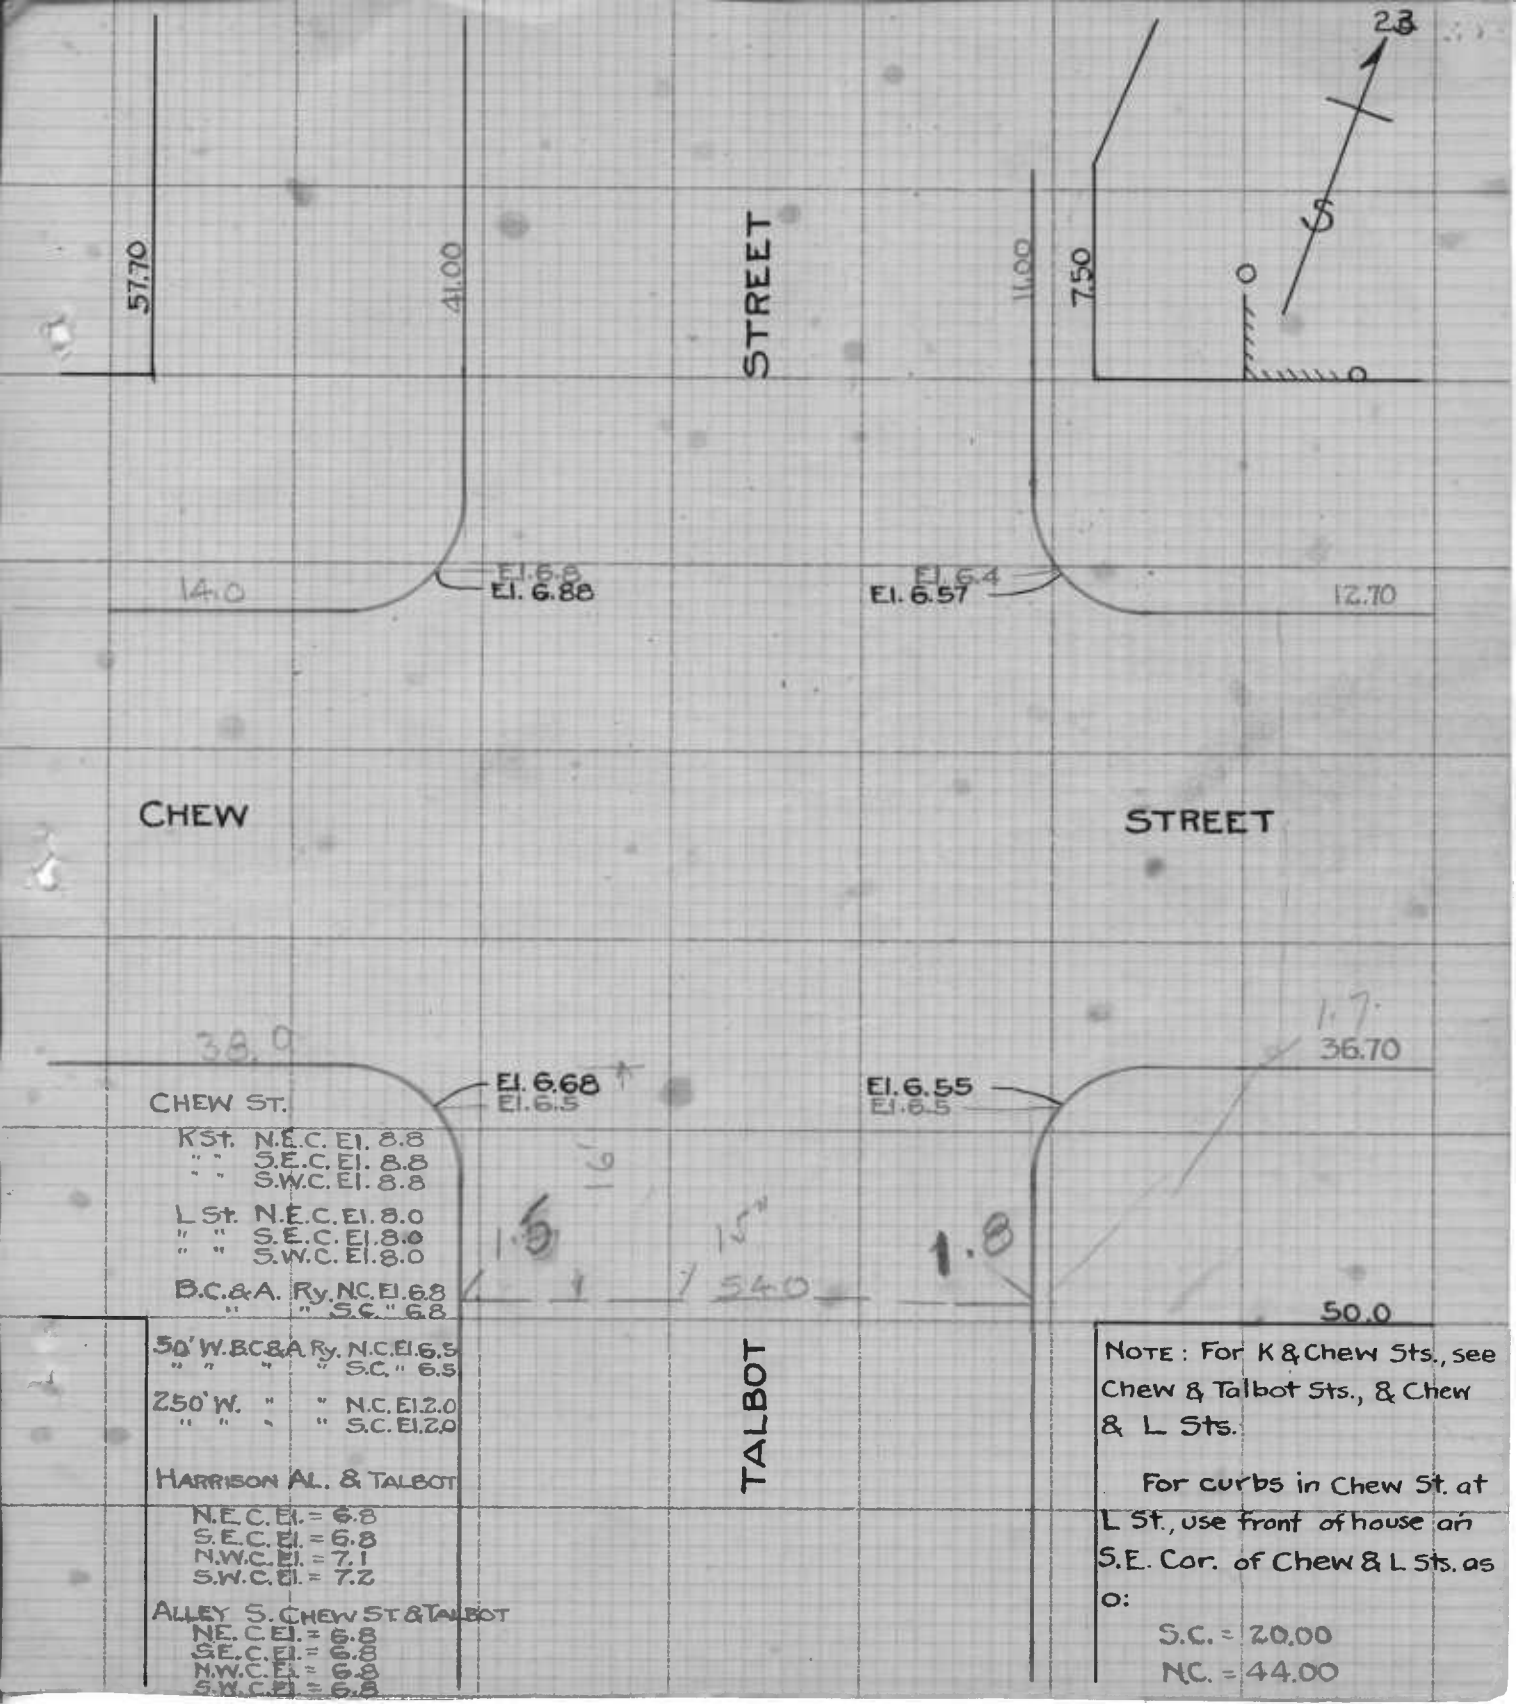 23
S
57.70
41.00
STREET
11.00
7.50
O
O
14.0
El. 6.8
El. 6.88
El. 6.4
El. 6.57
12.70
CHEW
STREET
38.9
1.7.
36.70
El. 6.68
El. 6.5
El. 6.55
El. 6.5
CHEW ST.
K St. N.E.C. El. 8.8
" " S.E.C. El. 8.8
" " S.W.C. El. 8.8
L St. N.E.C. El. 8.0
" " S.E.C. El. 8.0
" " S.W.C. El. 8.0
B.C.&A. Ry. N.C. El. 6.8
" " S.C. " 6.8
50' W. B.C.&A Ry. N.C. El. 6.5
" " " " S.C. " 6.5
250' W. " " N.C. El. 2.0
" " " " S.C. El. 2.0
HARRISON AL. & TALBOT
N.E.C. El. = 6.8
S.E.C. El. = 6.8
N.W.C. El. = 7.1
S.W.C. El. = 7.2
ALLEY S. CHEW ST & TALBOT
NE. C. El. = 6.8
S.E. C. El. = 6.8
N.W.C. El. = 6.8
S.W.C. El. = 6.8
16'
15"
1.8
54.0
TALBOT
50.0
NOTE: For K & Chew Sts., see
Chew & Talbot Sts., & Chew
& L Sts.
For curbs in Chew St. at
L St., use front of house on
S.E. Cor. of Chew & L Sts. as
O:
S.C. = 20.00
N.C. = 44.00